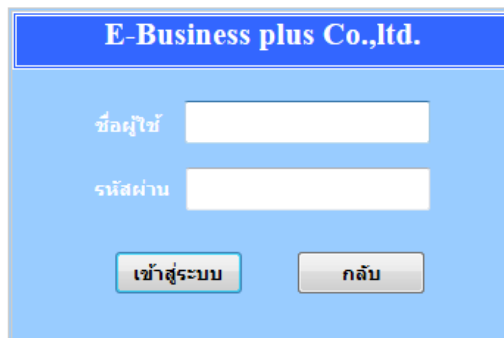 E-Business plus Co.,ltd.
ชื่อผู้ใช้
รหัสผ่าน
เข้าสู่ระบบ กลับ